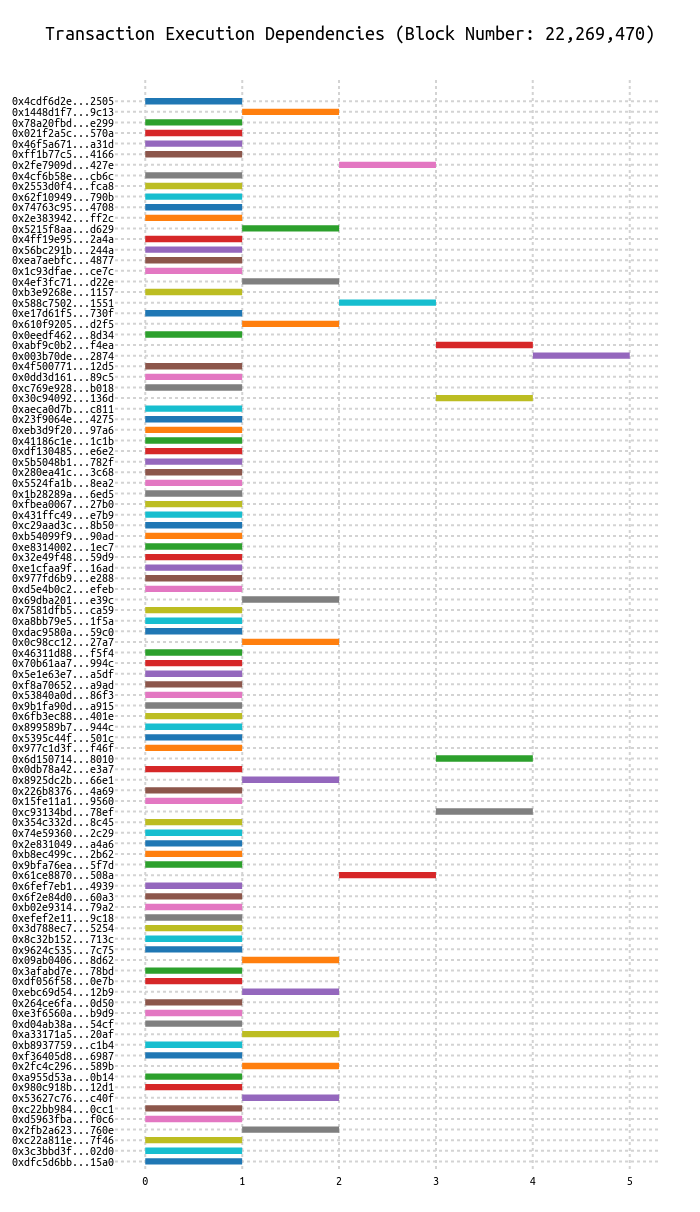 Transaction Execution Dependencies (Block Number: 22,269,470)
0x4cdf6d2e...2505
0x1448d1f7...9c13
0x78a20fbd...e299
0x021f2a5c...570a
0x46f5a671...a31d
0xff1b77c5...4166
0x2fe7909d...427e
0x4cf6b58e...cb6c
0x2553d0f4...fca8
0x62f10949...790b
0x74763c95...4708
0x2e383942...ff2c
0x5215f8aa...d629
0x4ff19e95...2a4a
0x56bc291b...244a
0xea7aebfc...4877
0x1c93dfae...ce7c
0x4ef3fc71...d22e
0xb3e9268e...1157
0x588c7502...1551
0xe17d61f5...730f
0x610f9205...d2f5
0x0eedf462...8d34
0xabf9c0b2...f4ea
0x003b70de...2874
0x4f500771...12d5
0x0dd3d161...89c5
0xc769e928...b018
0x30c94092...136d
0xaeca0d7b...c811
0x23f9064e...4275
0xeb3d9f20...97a6
0x41186c1e...1c1b
0xdf130485...e6e2
0x5b5048b1...782f
0x280ea41c...3c68
0x5524fa1b...8ea2
0x1b28289a...6ed5
0xfbea0067...27b0
0x431ffc49...e7b9
0xc29aad3c...8b50
0xb54099f9...90ad
0xe8314002...1ec7
0x32e49f48...59d9
0xe1cfaa9f...16ad
0x977fd6b9...e288
0xd5e4b0c2...efeb
0x69dba201...e39c
0x7581dfb5...ca59
0xa8bb79e5...1f5a
0xdac9580a...59c0
0x0c98cc12...27a7
0x46311d88...f5f4
0x70b61aa7...994c
0x5e1e63e7...a5df
0xf8a70652...a9ad
0x53840a0d...86f3
0x9b1fa90d...a915
0x6fb3ec88...401e
0x899589b7...944c
0x5395c44f...501c
0x977c1d3f...f46f
0x6d150714...8010
0x0db78a42...e3a7
0x8925dc2b...66e1
0x226b8376...4a69
0x15fe11a1...9560
0xc93134bd...78ef
0x354c332d...8c45
0x74e59360...2c29
0x2e831049...a4a6
0xb8ec499c...2b62
0x9bfa76ea...5f7d
0x61ce8870...508a
0x6fef7eb1...4939
0x6f2e84d0...60a3
0xb02e9314...79a2
0xefef2e11...9c18
0x3d788ec7...5254
0x8c32b152...713c
0x9624c535...7c75
0x09ab0406...8d62
0x3afabd7e...78bd
0xdf056f58...0e7b
0xebc69d54...12b9
0x264ce6fa...0d50
0xe3f6560a...b9d9
0xd04ab38a...54cf
0xa33171a5...20af
0xb8937759...c1b4
0xf36405d8...6987
0x2fc4c296...589b
0xa955d53a...0b14
0x980c918b...12d1
0x53627c76...c40f
0xc22bb984...0cc1
0xd5963fba...f0c6
0x2fb2a623...760e
0xc22a811e...7f46
0x3c3bbd3f...02d0
0xdfc5d6bb...15a0
0 1 2 3 4 5